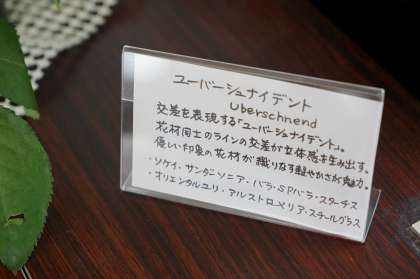 ユーバーシュナイデント
Uberschnend
交差を表現する「ユーバーシュナイデント」。
花材同士のラインの交差が立体感を生み出す。
優しい印象の花材が織りなす軽やかさが魅力。
・ソケイ・サンダーソニア・バラ・SPバラ・スターチス
・オリエンタルユリ・アルストロメリア・スチールグラス